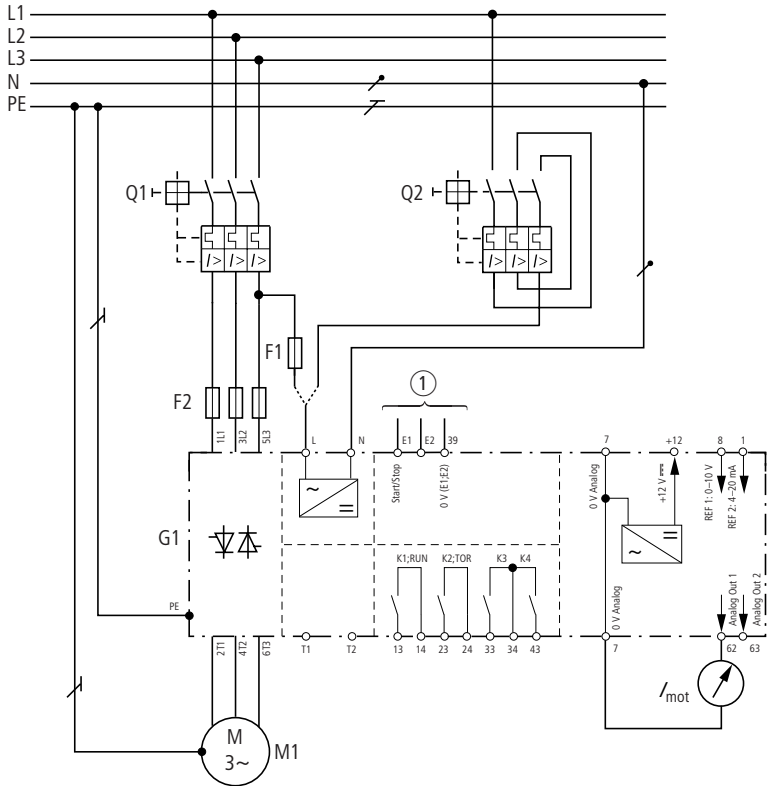 L1
L2
L3
N
PE
Q1
Q2
I> I> I>
I> I> I>
F1
1
F2
1L1 3L2 5L3
L N
E1 E2 39
7 +12 8 1
Start/Stop
0 V (E1;E2)
0 V Analog
+12 V
REF 1: 0–10 V
REF 2: 4–20 mA
~ =
~ =
G1
K1;RUN K2;TOR K3 K4
PE
0 V Analog
Analog Out 1
Analog Out 2
2T1 4T2 6T3
T1 T2
13 14 23 24 33 34 43
7 62 63
Imot
M
3~
M1